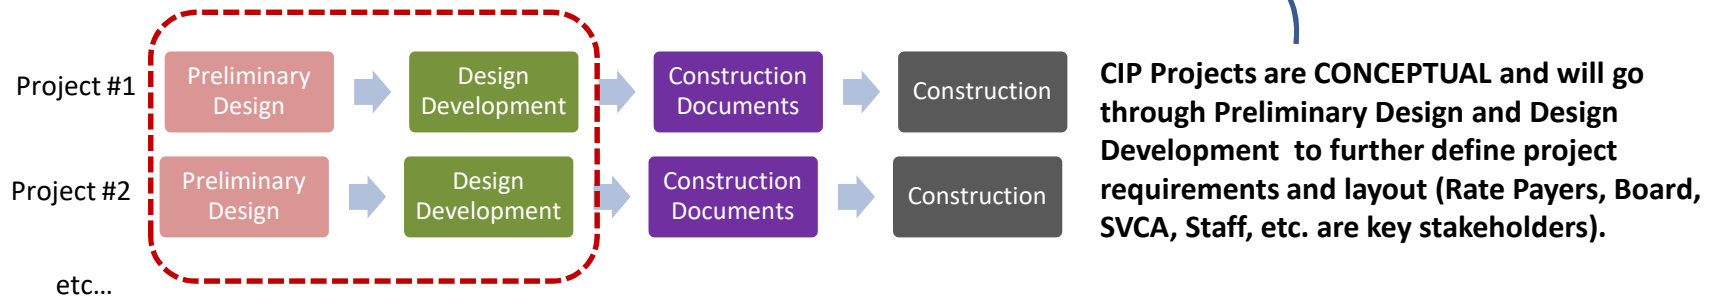 Project #1
Preliminary
Design
Design
Development
Construction
Documents
Construction
Project #2
Preliminary
Design
Design
Development
Construction
Documents
Construction
etc...
CIP Projects are CONCEPTUAL and will go
through Preliminary Design and Design
Development to further define project
requirements and layout (Rate Payers, Board,
SVCA, Staff, etc. are key stakeholders).